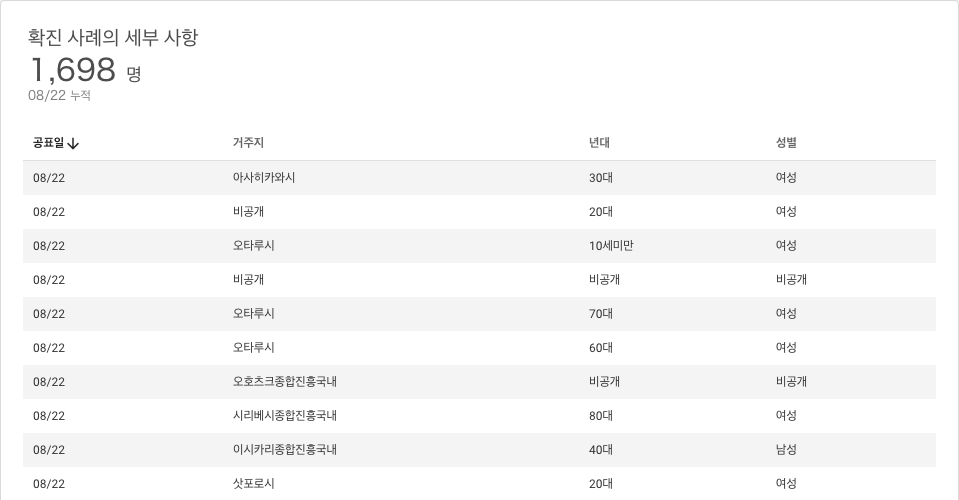 확진 사례의 세부 사항
1,698 명
08/22 누적
공표일↓ 거주지 년대 성별
08/22 아사히카와시 30대 여성
08/22 비공개 20대 여성
08/22 오타루시 10세미만 여성
08/22 비공개 비공개 비공개
08/22 오타루시 70대 여성
08/22 오타루시 60대 여성
08/22 오호츠크종합진흥국내 비공개 비공개
08/22 시리베시종합진흥국내 80대 여성
08/22 이시카리종합진흥국내 40대 남성
08/22 삿포로시 20대 여성